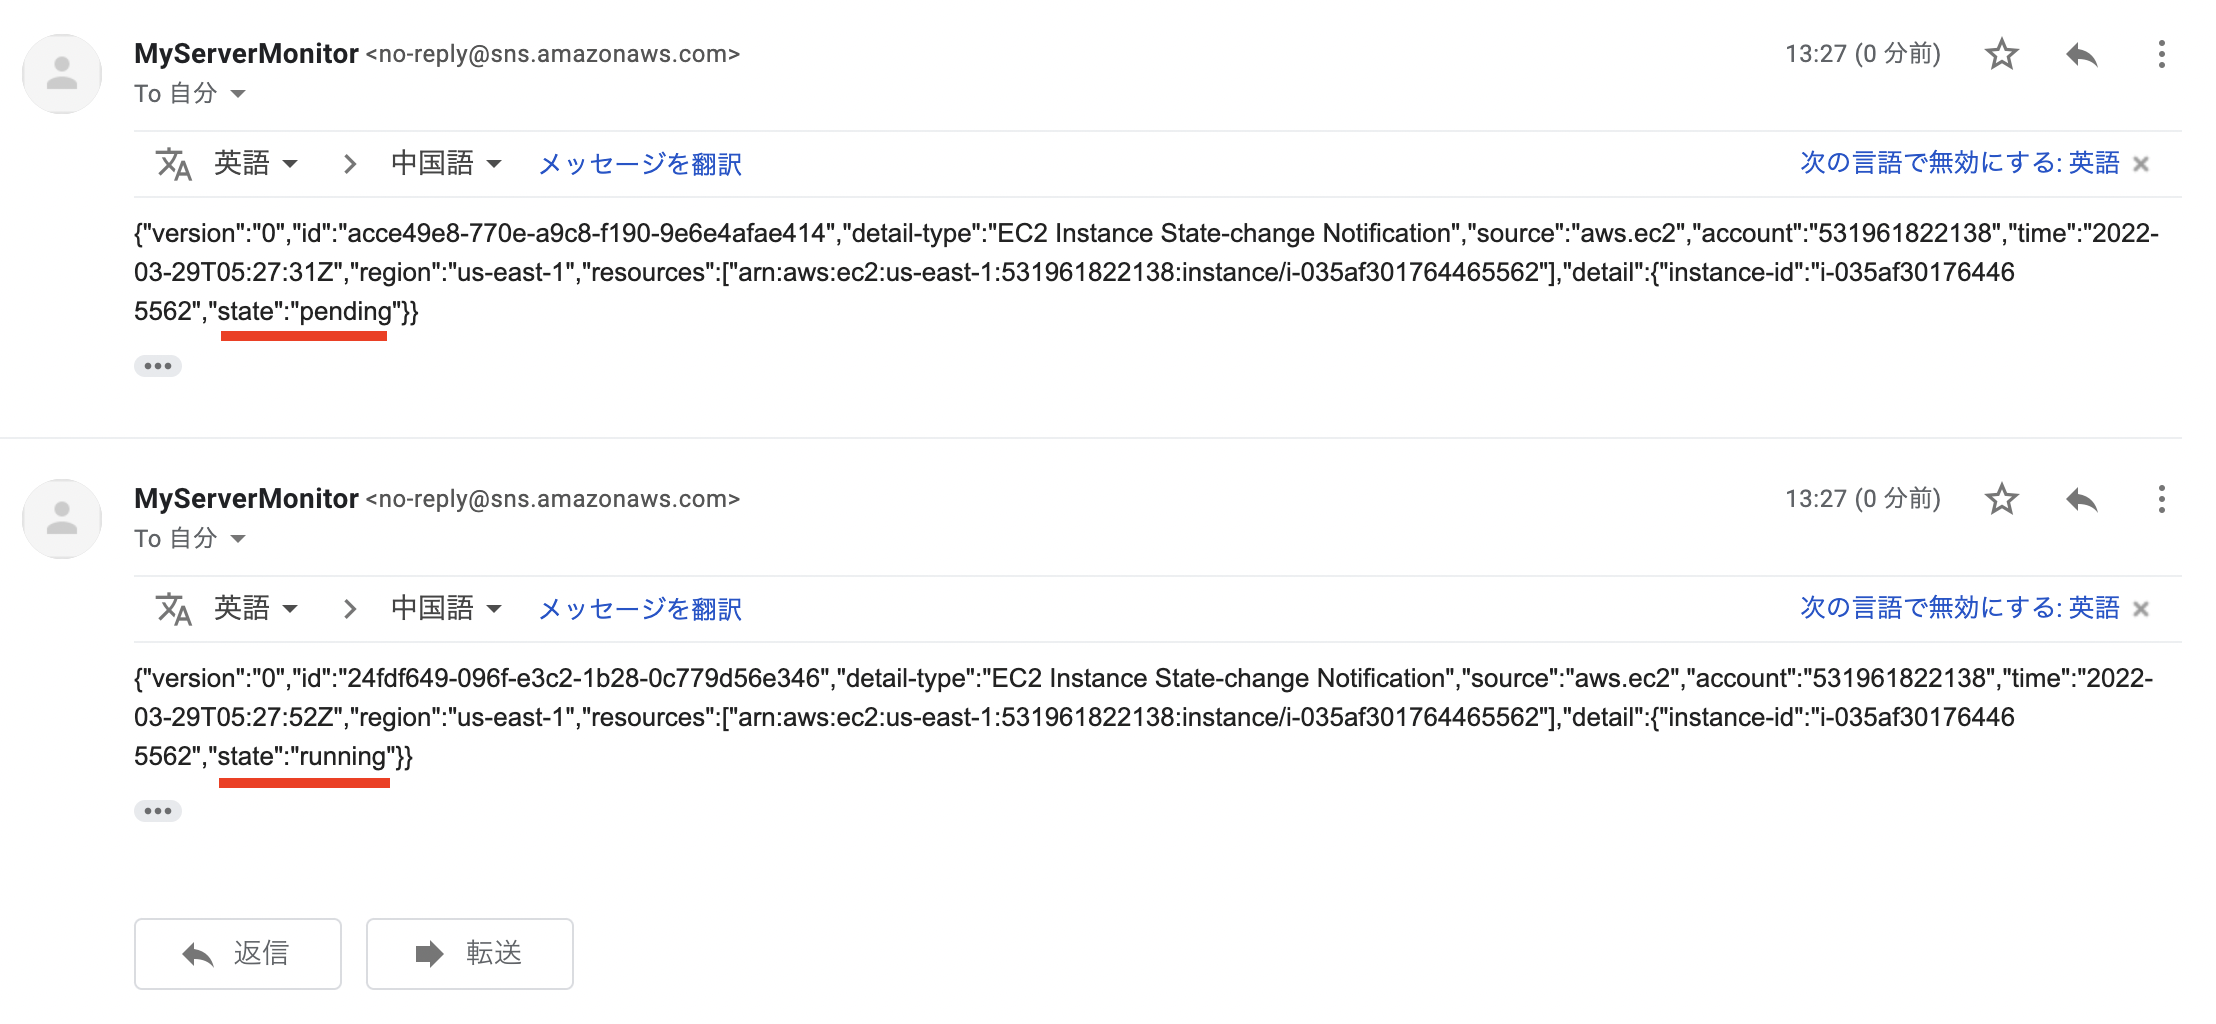 MyServerMonitor <no-reply@sns.amazonaws.com> 13:27 (0 分前)
To 自分
英語 > 中国語 メッセージを翻訳 次の言語で無効にする: 英語 ×
{"version":"0","id":"acce49e8-770e-a9c8-f190-9e6e4afae414","detail-type":"EC2 Instance State-change Notification","source":"aws.ec2","account":"531961822138","time":"2022-
03-29T05:27:31Z","region":"us-east-1","resources":["arn:aws:ec2:us-east-1:531961822138:instance/i-035af301764465562"],"detail":{"instance-id":"i-035af30176446
5562","state":"pending"}}
MyServerMonitor <no-reply@sns.amazonaws.com> 13:27 (0 分前)
To 自分
英語 > 中国語 メッセージを翻訳 次の言語で無効にする: 英語 ×
{"version":"0","id":"24fdf649-096f-e3c2-1b28-0c779d56e346","detail-type":"EC2 Instance State-change Notification","source":"aws.ec2","account":"531961822138","time":"2022-
03-29T05:27:52Z","region":"us-east-1","resources":["arn:aws:ec2:us-east-1:531961822138:instance/i-035af301764465562"],"detail":{"instance-id":"i-035af30176446
5562","state":"running"}}
返信 転送